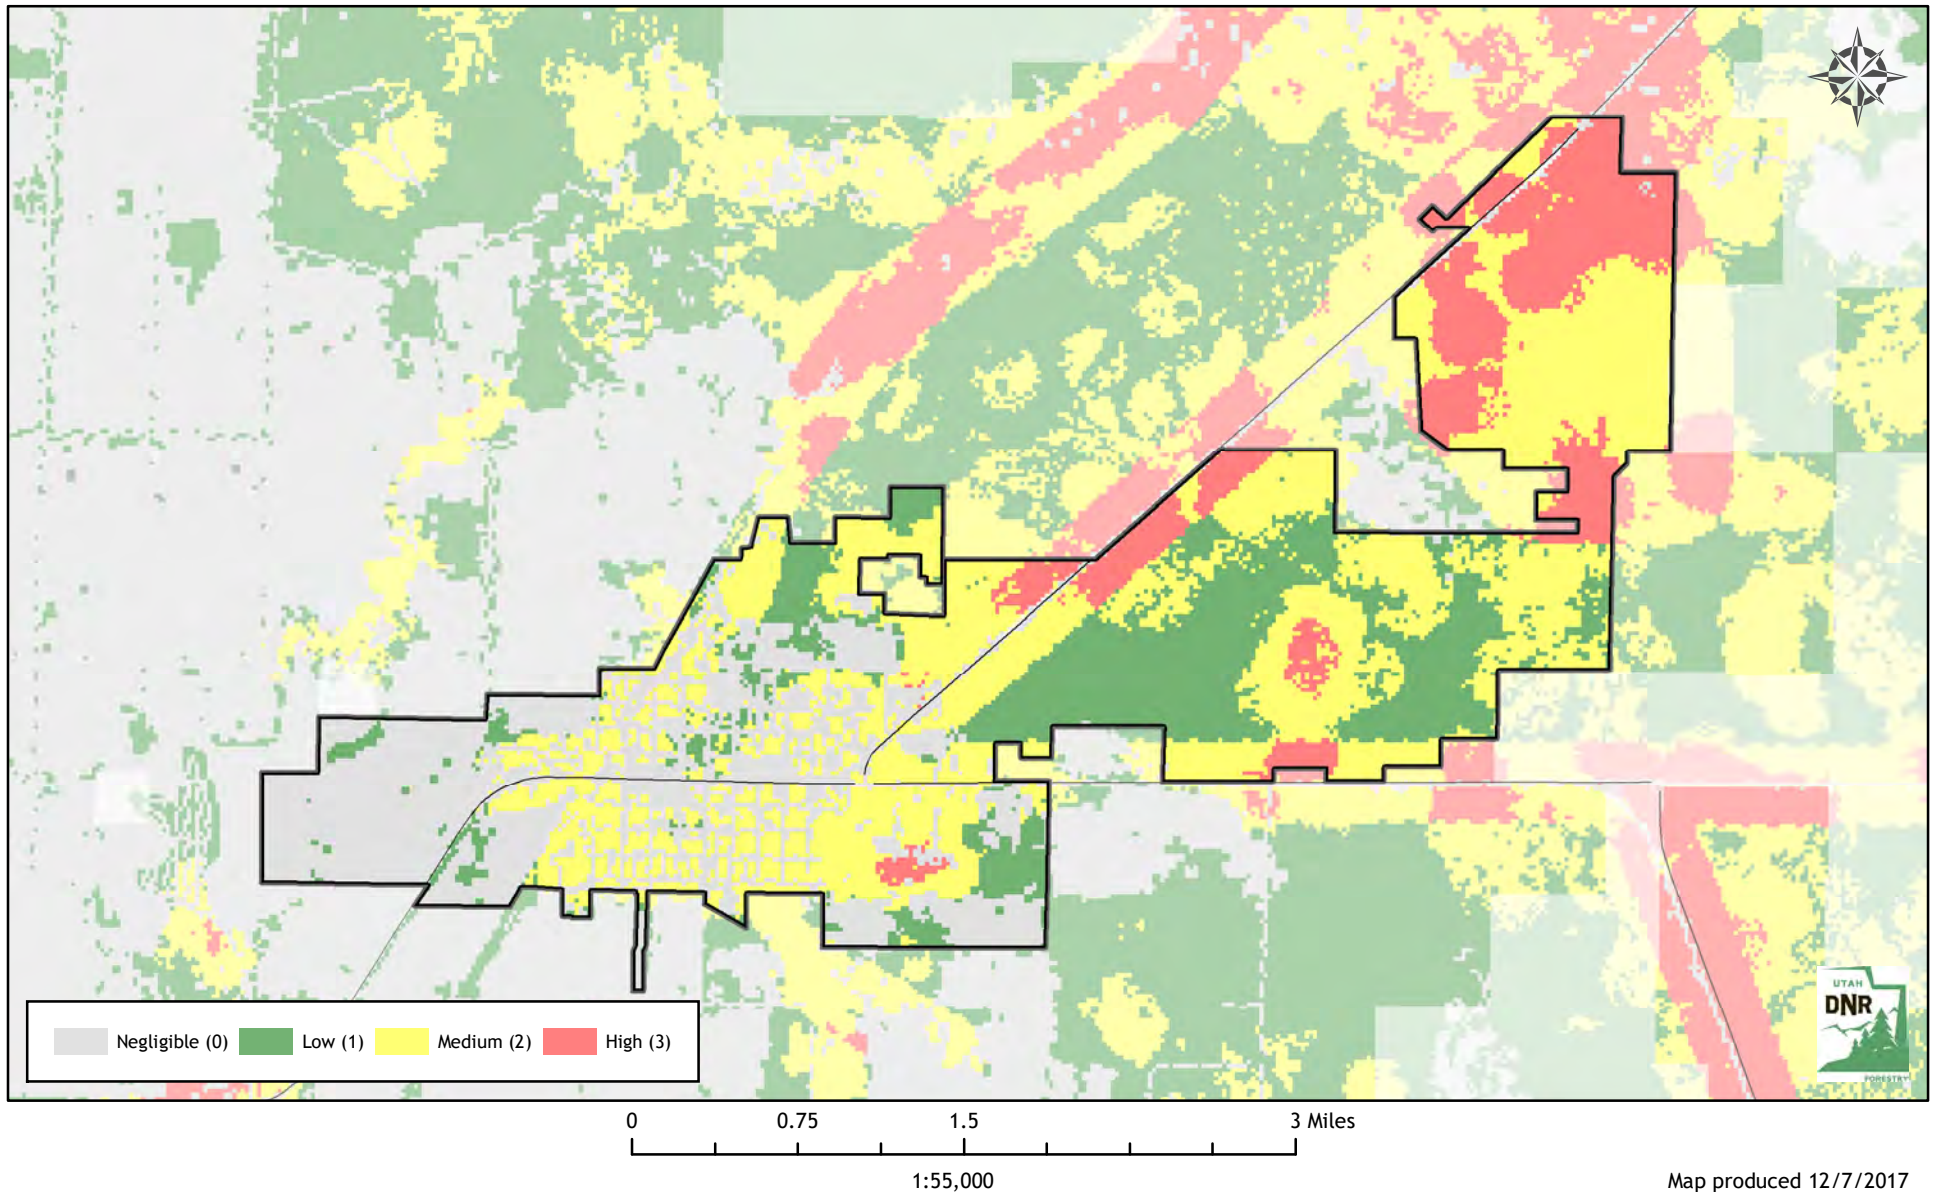 UTAH
DNR
FORESTRY
Negligible (0) Low (1) Medium (2) High (3)
0 0.75 1.5 3 Miles
1:55,000
Map produced 12/7/2017